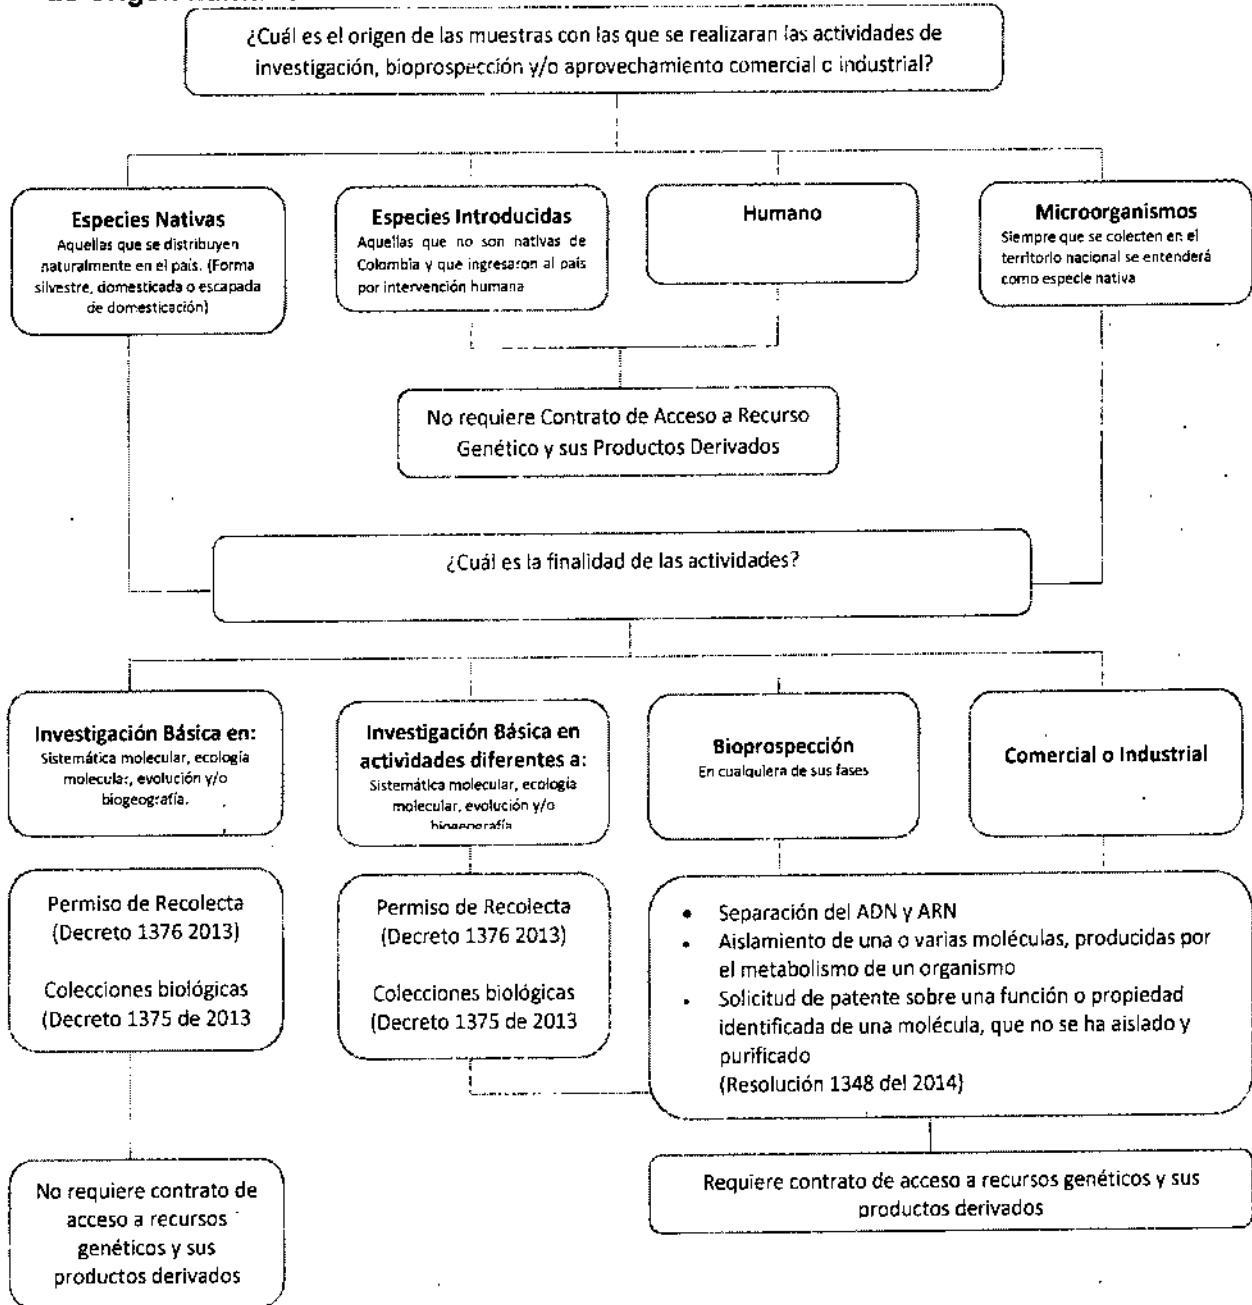 ¿Cuál es el origen de las muestras con las que se realizaran las actividades de
investigación, bioprospección y/o aprovechamiento comercial o industrial?
Especies Nativas
Aquellas que se distribuyen
naturalmente en el país. (Forma
silvestre, domesticada o escapada
de domesticación)
Especies Introducidas
Aquellas que no son nativas de
Colombia y que ingresaron al país
por intervención humana
Humano
Microorganismos
Siempre que se colecten en el
territorio nacional se entenderá
como especie nativa
No requiere Contrato de Acceso a Recurso
Genético y sus Productos Derivados
¿Cuál es la finalidad de las actividades?
Investigación Básica en:
Sistemática molecular, ecología
molecular, evolución y/o
biogeografía.
Investigación Básica en
actividades diferentes a:
Sistemática molecular, ecología
molecular, evolución y/o
biogeografía
Bioprospección
En cualquiera de sus fases
Comercial o Industrial
Permiso de Recolecta
(Decreto 1376 2013)
Colecciones biológicas
(Decreto 1375 de 2013
Permiso de Recolecta
(Decreto 1376 2013)
Colecciones biológicas
(Decreto 1375 de 2013
• Separación del ADN y ARN
• Aislamiento de una o varias moléculas, producidas por
el metabolismo de un organismo
• Solicitud de patente sobre una función o propiedad
identificada de una molécula, que no se ha aislado y
purificado
(Resolución 1348 del 2014)
No requiere contrato de
acceso a recursos
genéticos y sus
productos derivados
Requiere contrato de acceso a recursos genéticos y sus
productos derivados